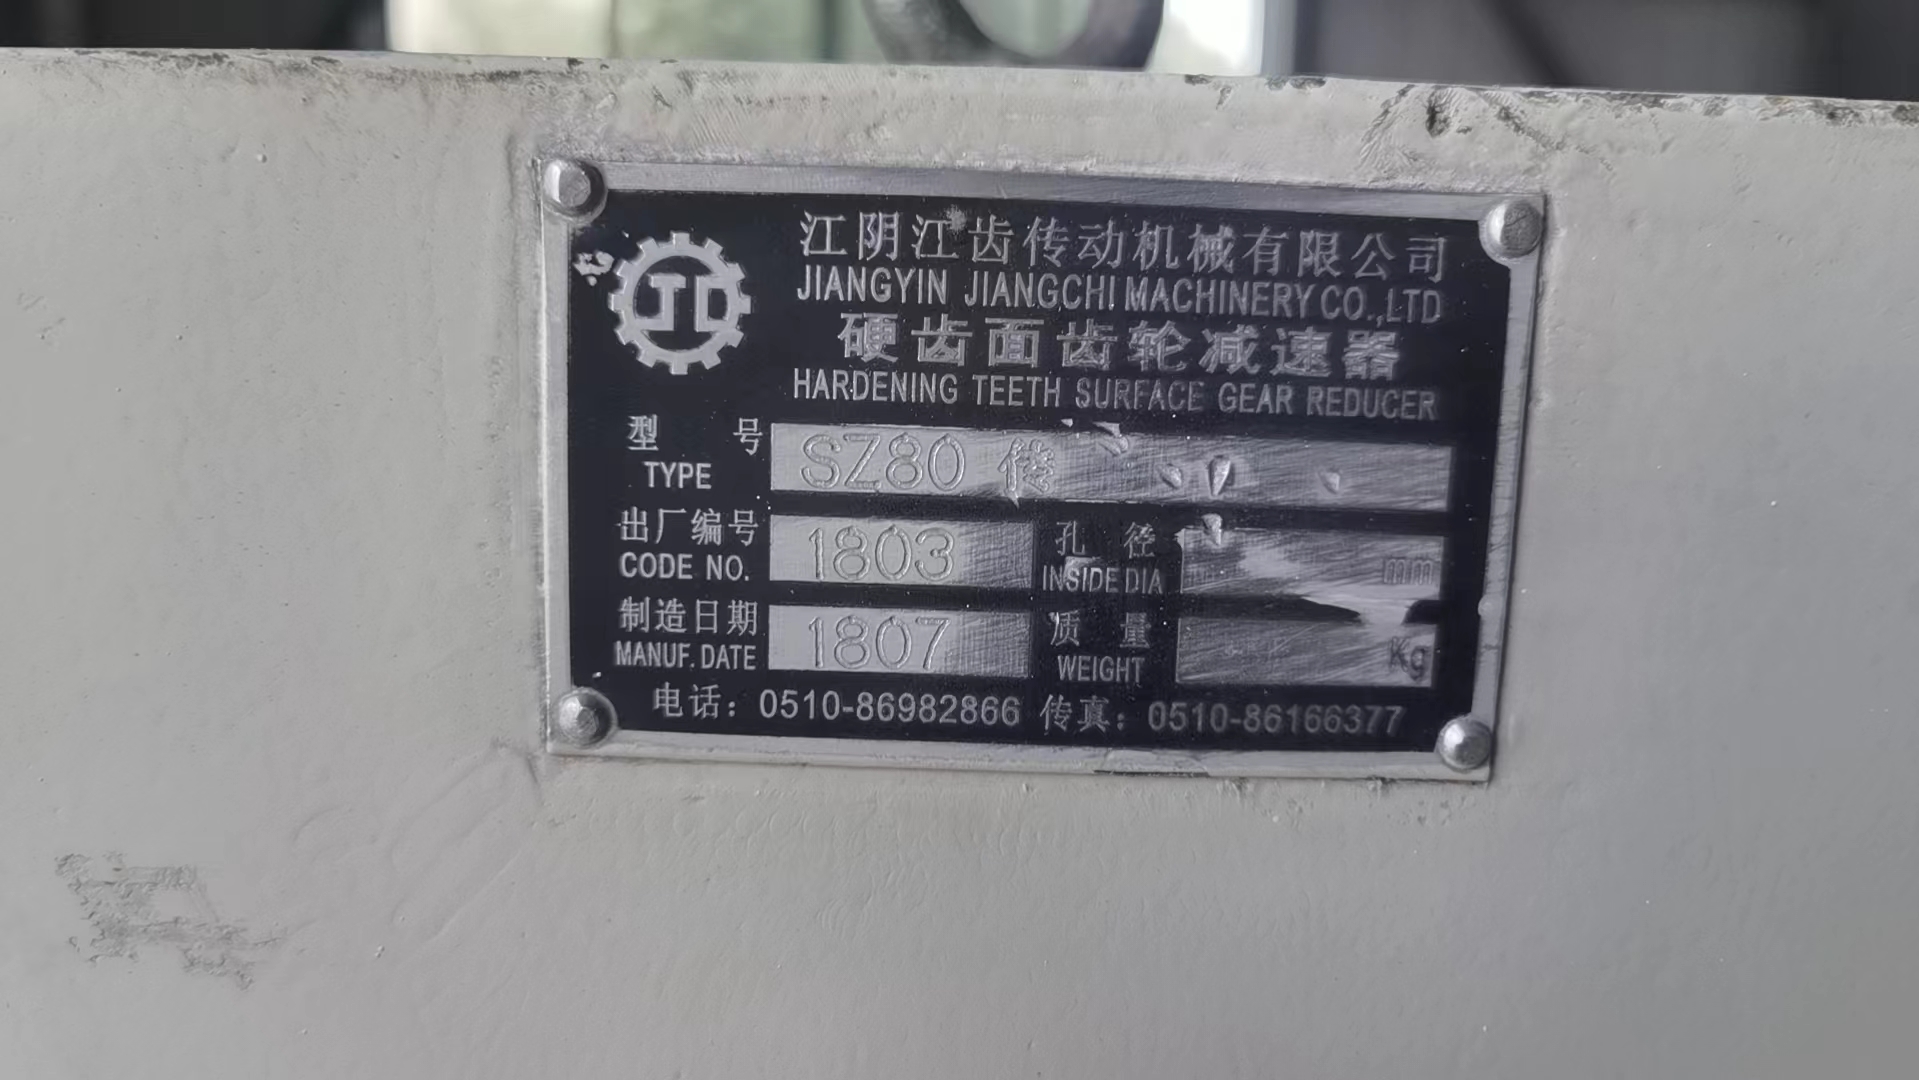 江阴江齿传动机械有限公司
JIANGYIN JIANGCHI MACHINERY CO.,LTD
硬齿面齿轮减速器
HARDENING TEETH SURFACE GEAR REDUCER
型 号 SZ80
TYPE
出厂编号 1803 孔 径 mm
CODE NO. INSIDE DIA
制造日期 1807 质 量 Kg
MANUF. DATE WEIGHT
电话：0510-86982866 传真：0510-86166377